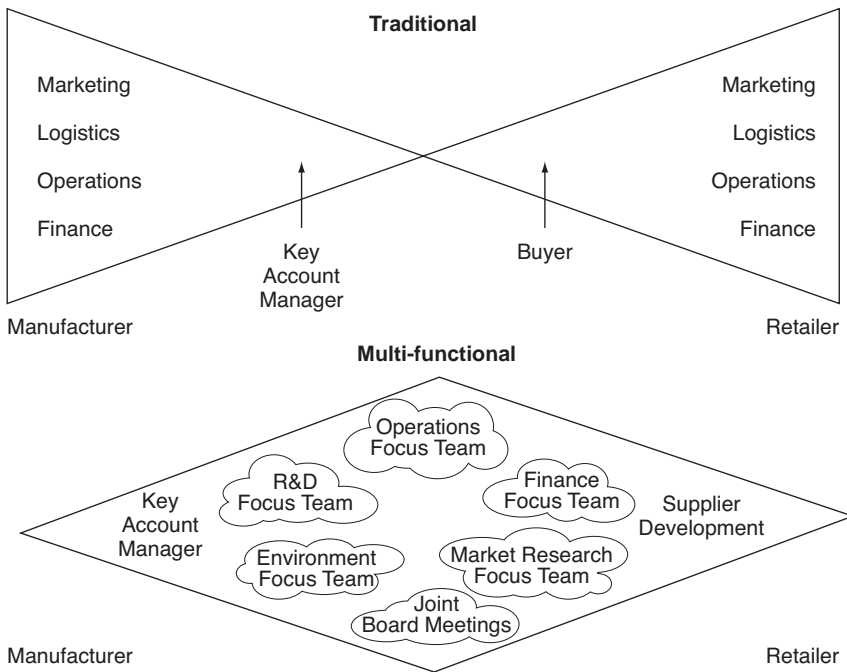 Traditional
Marketing
Logistics
Operations
Finance
Marketing
Logistics
Operations
Finance
Key
Account
Manager
Buyer
Manufacturer
Retailer
Multi-functional
Operations
Focus Team
R&D
Focus Team
Finance
Focus Team
Key
Account
Manager
Supplier
Development
Environment
Focus Team
Market Research
Focus Team
Joint
Board Meetings
Manufacturer
Retailer